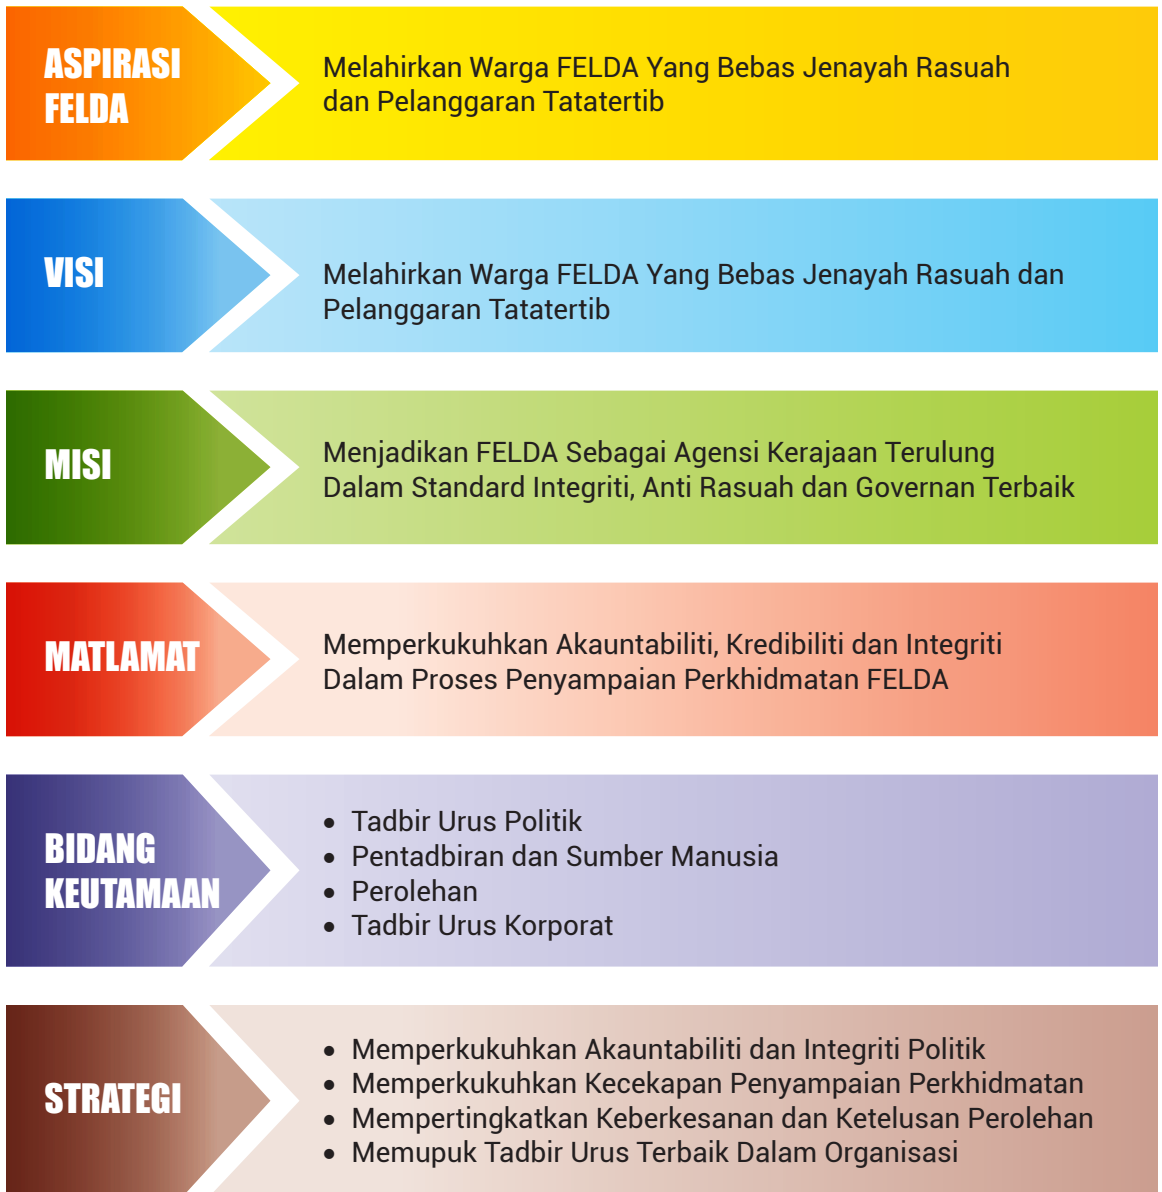 ASPIRASI
FELDA
Melahirkan Warga FELDA Yang Bebas Jenayah Rasuah
dan Pelanggaran Tatatertib
VISI
Melahirkan Warga FELDA Yang Bebas Jenayah Rasuah dan
Pelanggaran Tatatertib
MISI
Menjadikan FELDA Sebagai Agensi Kerajaan Terulung
Dalam Standard Integriti, Anti Rasuah dan Governan Terbaik
MATLAMAT
Memperkukuhkan Akauntabiliti, Kredibiliti dan Integriti
Dalam Proses Penyampaian Perkhidmatan FELDA
BIDANG
KEUTAMAAN
• Tadbir Urus Politik
• Pentadbiran dan Sumber Manusia
• Perolehan
• Tadbir Urus Korporat
STRATEGI
• Memperkukuhkan Akauntabiliti dan Integriti Politik
• Memperkukuhkan Kecekapan Penyampaian Perkhidmatan
• Mempertingkatkan Keberkesanan dan Ketelusan Perolehan
• Memupuk Tadbir Urus Terbaik Dalam Organisasi